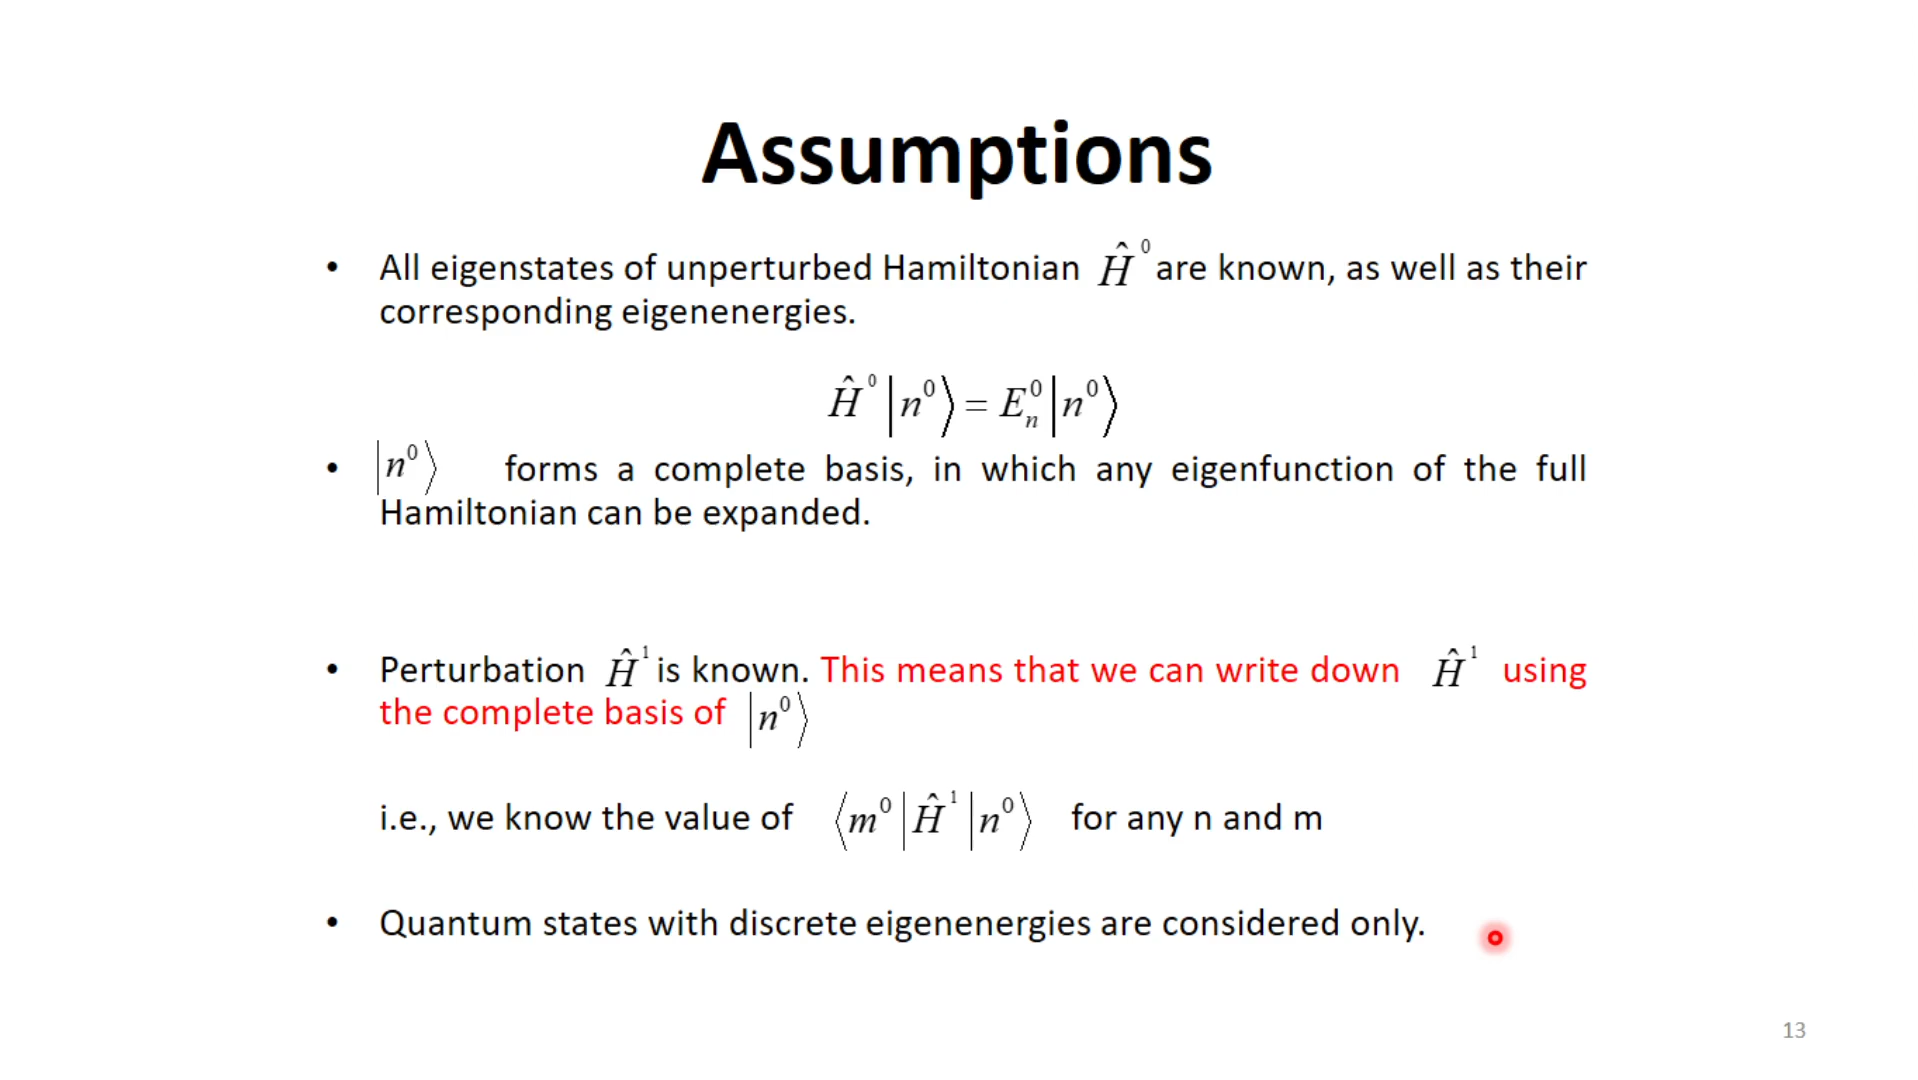 Assumptions
• All eigenstates of unperturbed Hamiltonian Ĥ⁰ are known, as well as their
corresponding eigenenergies.
Ĥ⁰|n⁰⟩ = Eₙ⁰|n⁰⟩
• |n⁰⟩ forms a complete basis, in which any eigenfunction of the full
Hamiltonian can be expanded.
• Perturbation Ĥ¹ is known. This means that we can write down Ĥ¹ using
the complete basis of |n⁰⟩
i.e., we know the value of ⟨m⁰|Ĥ¹|n⁰⟩ for any n and m
• Quantum states with discrete eigenenergies are considered only.
13